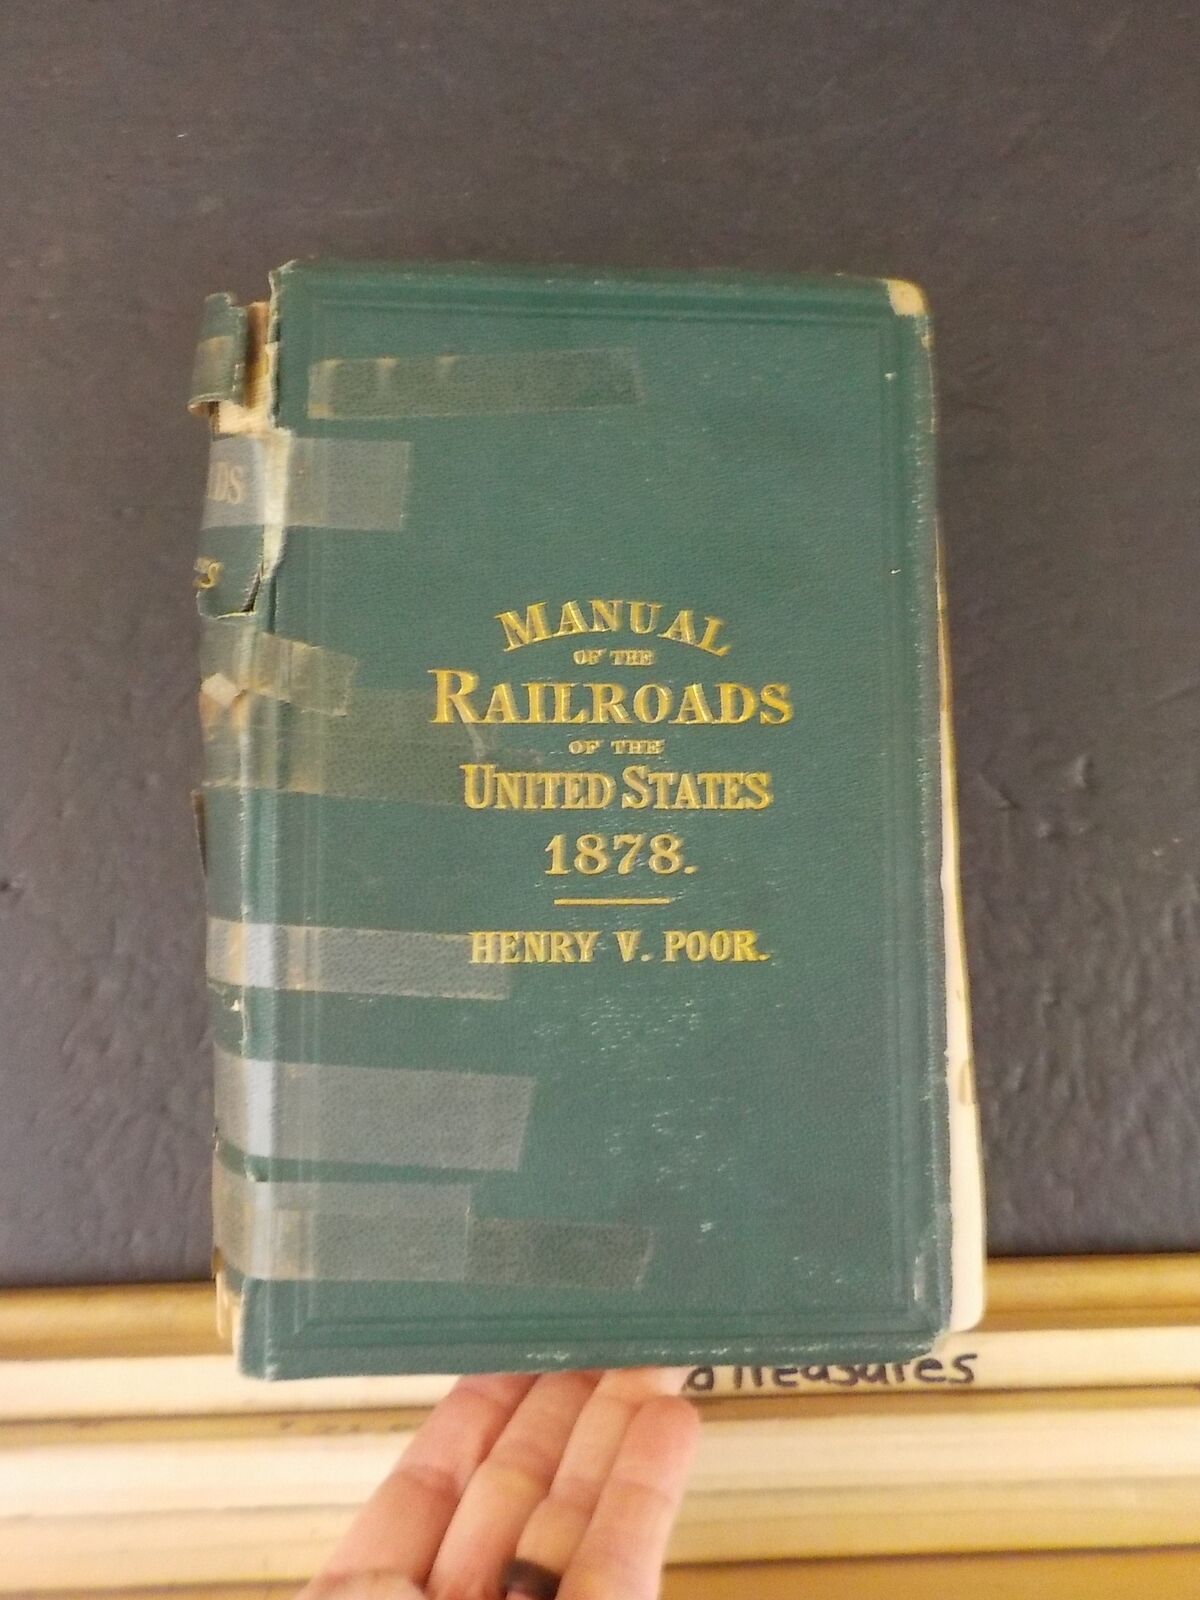 MANUAL
OF THE
RAILROADS
OF THE
UNITED STATES
1878.
HENRY V. POOR.